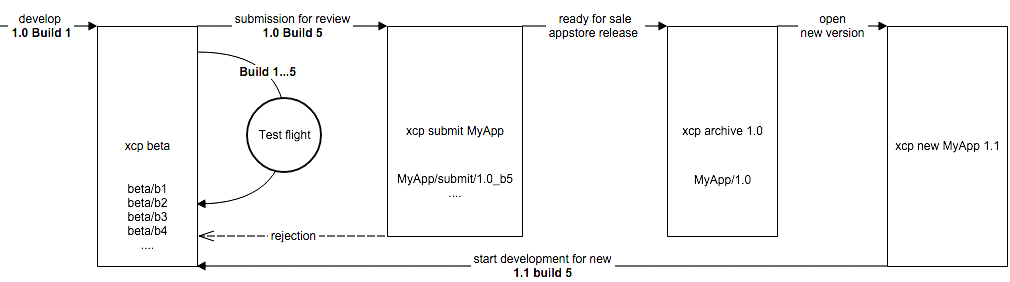 develop
1.0 Build 1
submission for review
1.0 Build 5
ready for sale
appstore release
open
new version
Build 1...5
Test flight
xcp beta
beta/b1
beta/b2
beta/b3
beta/b4
....
xcp submit MyApp
MyApp/submit/1.0_b5
....
xcp archive 1.0
MyApp/1.0
xcp new MyApp 1.1
rejection
start development for new
1.1 build 5